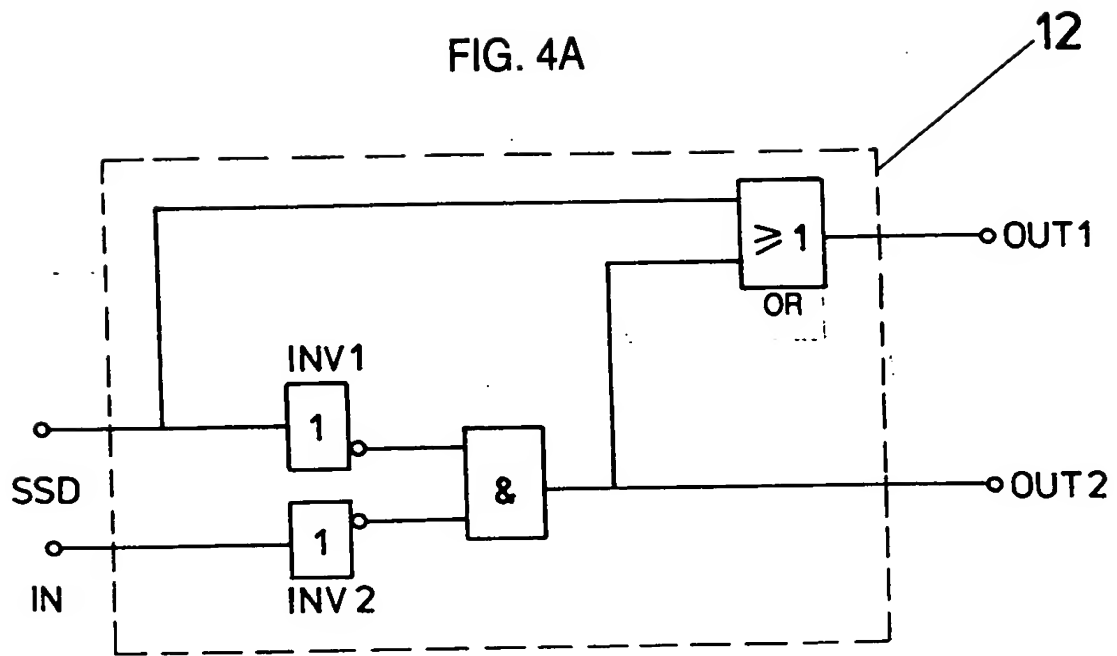 FIG. 4A
12
≥ 1
OR
OUT1
INV1
1
SSD
&
OUT2
1
IN
INV2